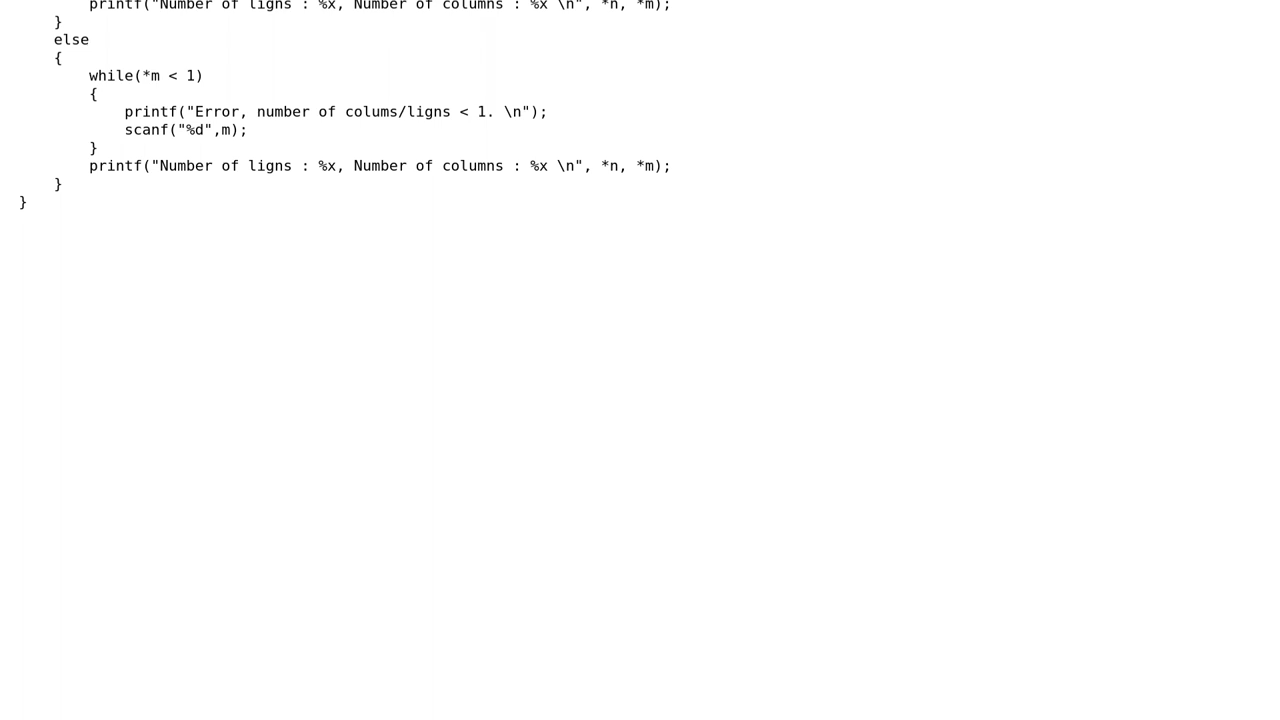 printf("Number of ligns : %x, Number of columns : %x \n", *n, *m);
}
else
{
while(*m < 1)
{
printf("Error, number of colums/ligns < 1. \n");
scanf("%d",m);
}
printf("Number of ligns : %x, Number of columns : %x \n", *n, *m);
}
}